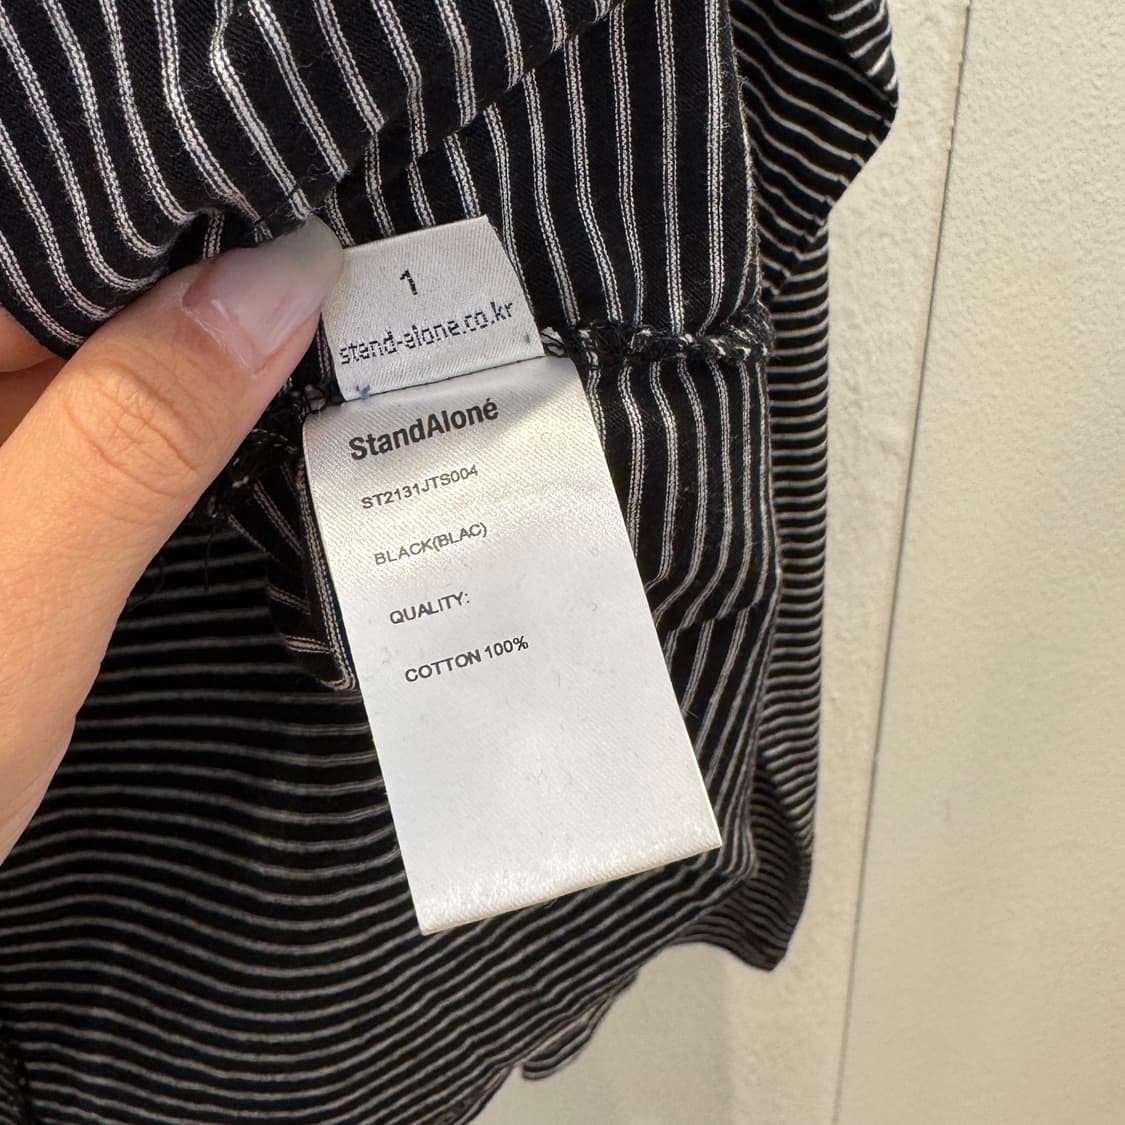 1
stand-alone.co.kr
StandAloné
ST2131JTS004
BLACK(BLAC)
QUALITY:
COTTON 100%